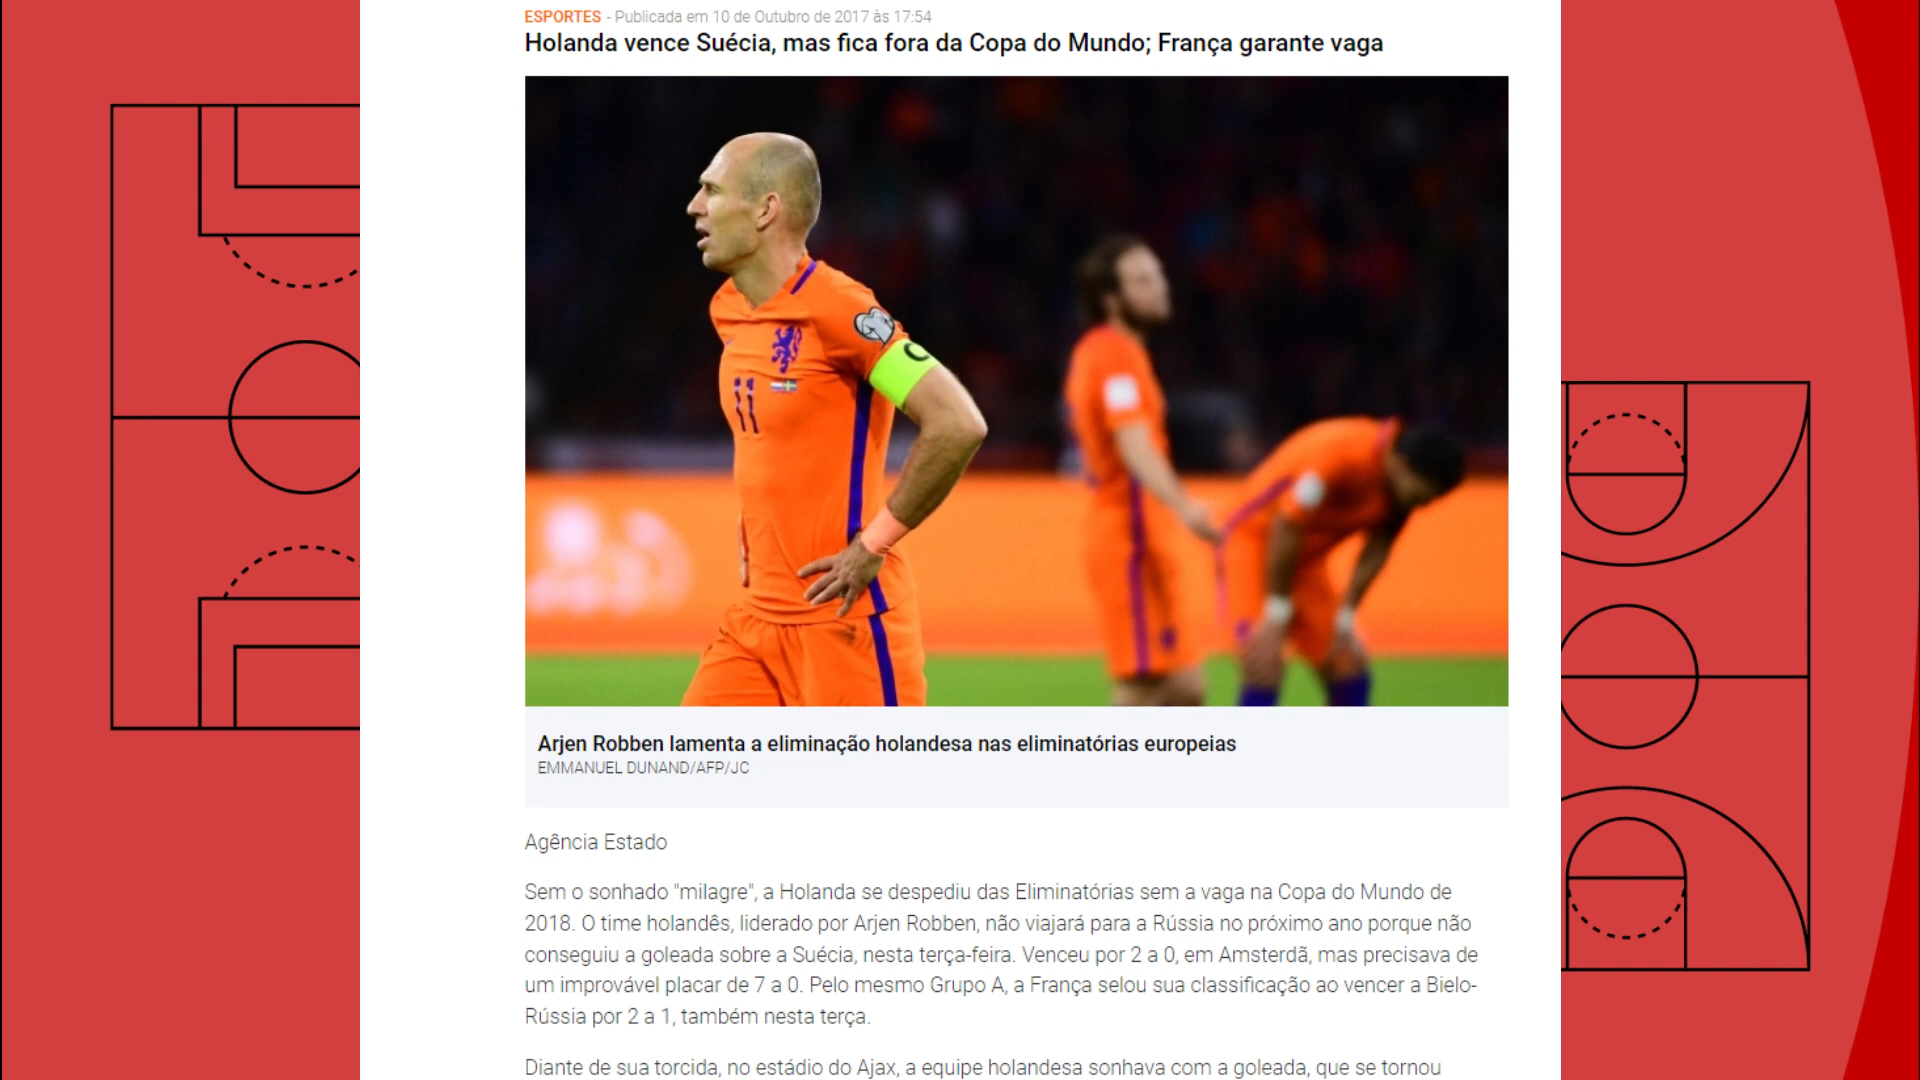 ESPORTES - Publicada em 10 de Outubro de 2017 às 17:54
Holanda vence Suécia, mas fica fora da Copa do Mundo; França garante vaga
C
11
Arjen Robben lamenta a eliminação holandesa nas eliminatórias europeias
EMMANUEL DUNAND/AFP/JC
Agência Estado
Sem o sonhado "milagre", a Holanda se despediu das Eliminatórias sem a vaga na Copa do Mundo de
2018. O time holandês, liderado por Arjen Robben, não viajará para a Rússia no próximo ano porque não
conseguiu a goleada sobre a Suécia, nesta terça-feira. Venceu por 2 a 0, em Amsterdã, mas precisava de
um improvável placar de 7 a 0. Pelo mesmo Grupo A, a França selou sua classificação ao vencer a Bielo-
Rússia por 2 a 1, também nesta terça.
Diante de sua torcida, no estádio do Ajax, a equipe holandesa sonhava com a goleada, que se tornou